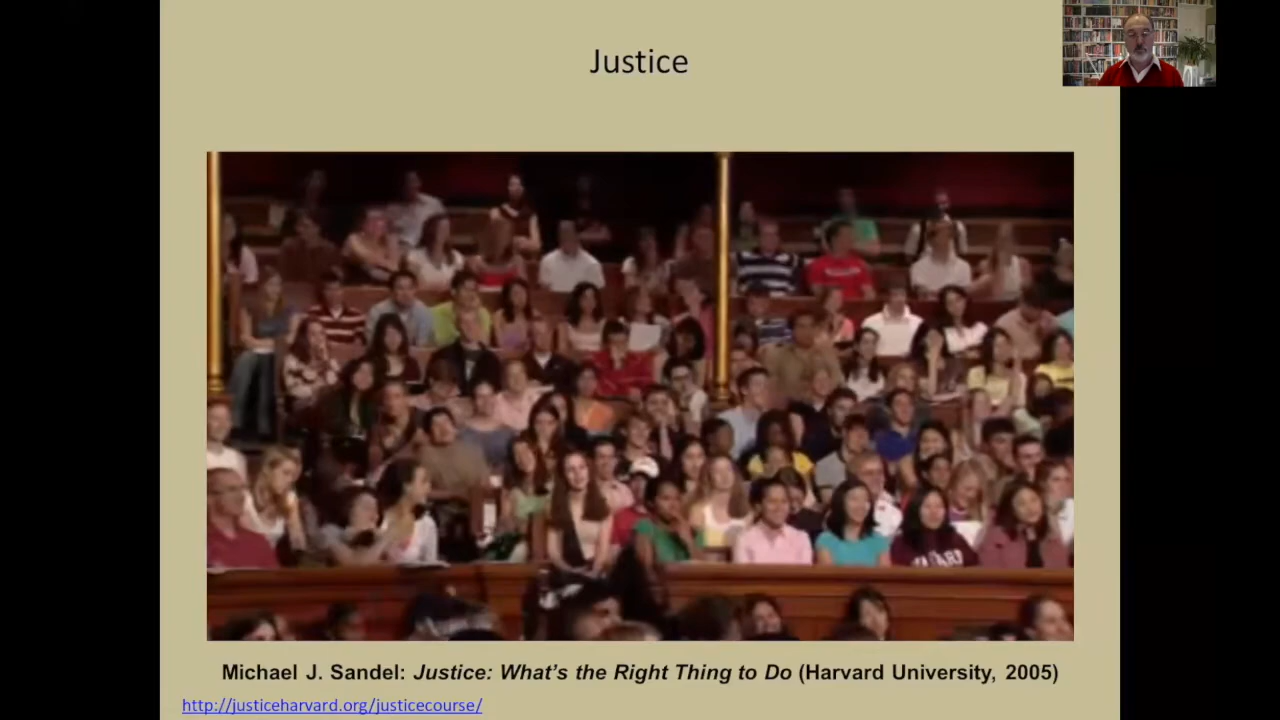 Justice
Michael J. Sandel: Justice: What's the Right Thing to Do (Harvard University, 2005)
http://justiceharvard.org/justicecourse/